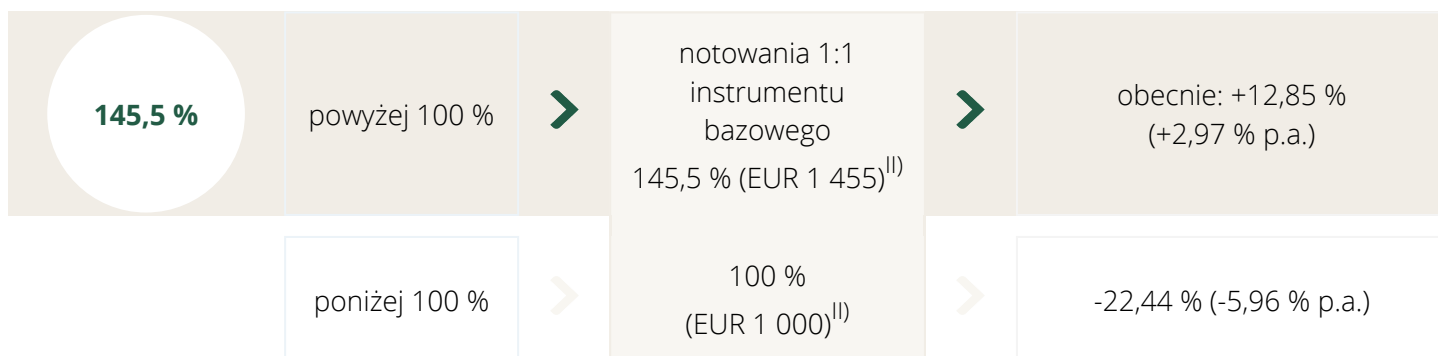 145,5 %
powyżej 100 %
notowania 1:1
instrumentu
bazowego
145,5 % (EUR 1 455)II)
obecnie: +12,85 %
(+2,97 % p.a.)
poniżej 100 %
100 %
(EUR 1 000)II)
-22,44 % (-5,96 % p.a.)